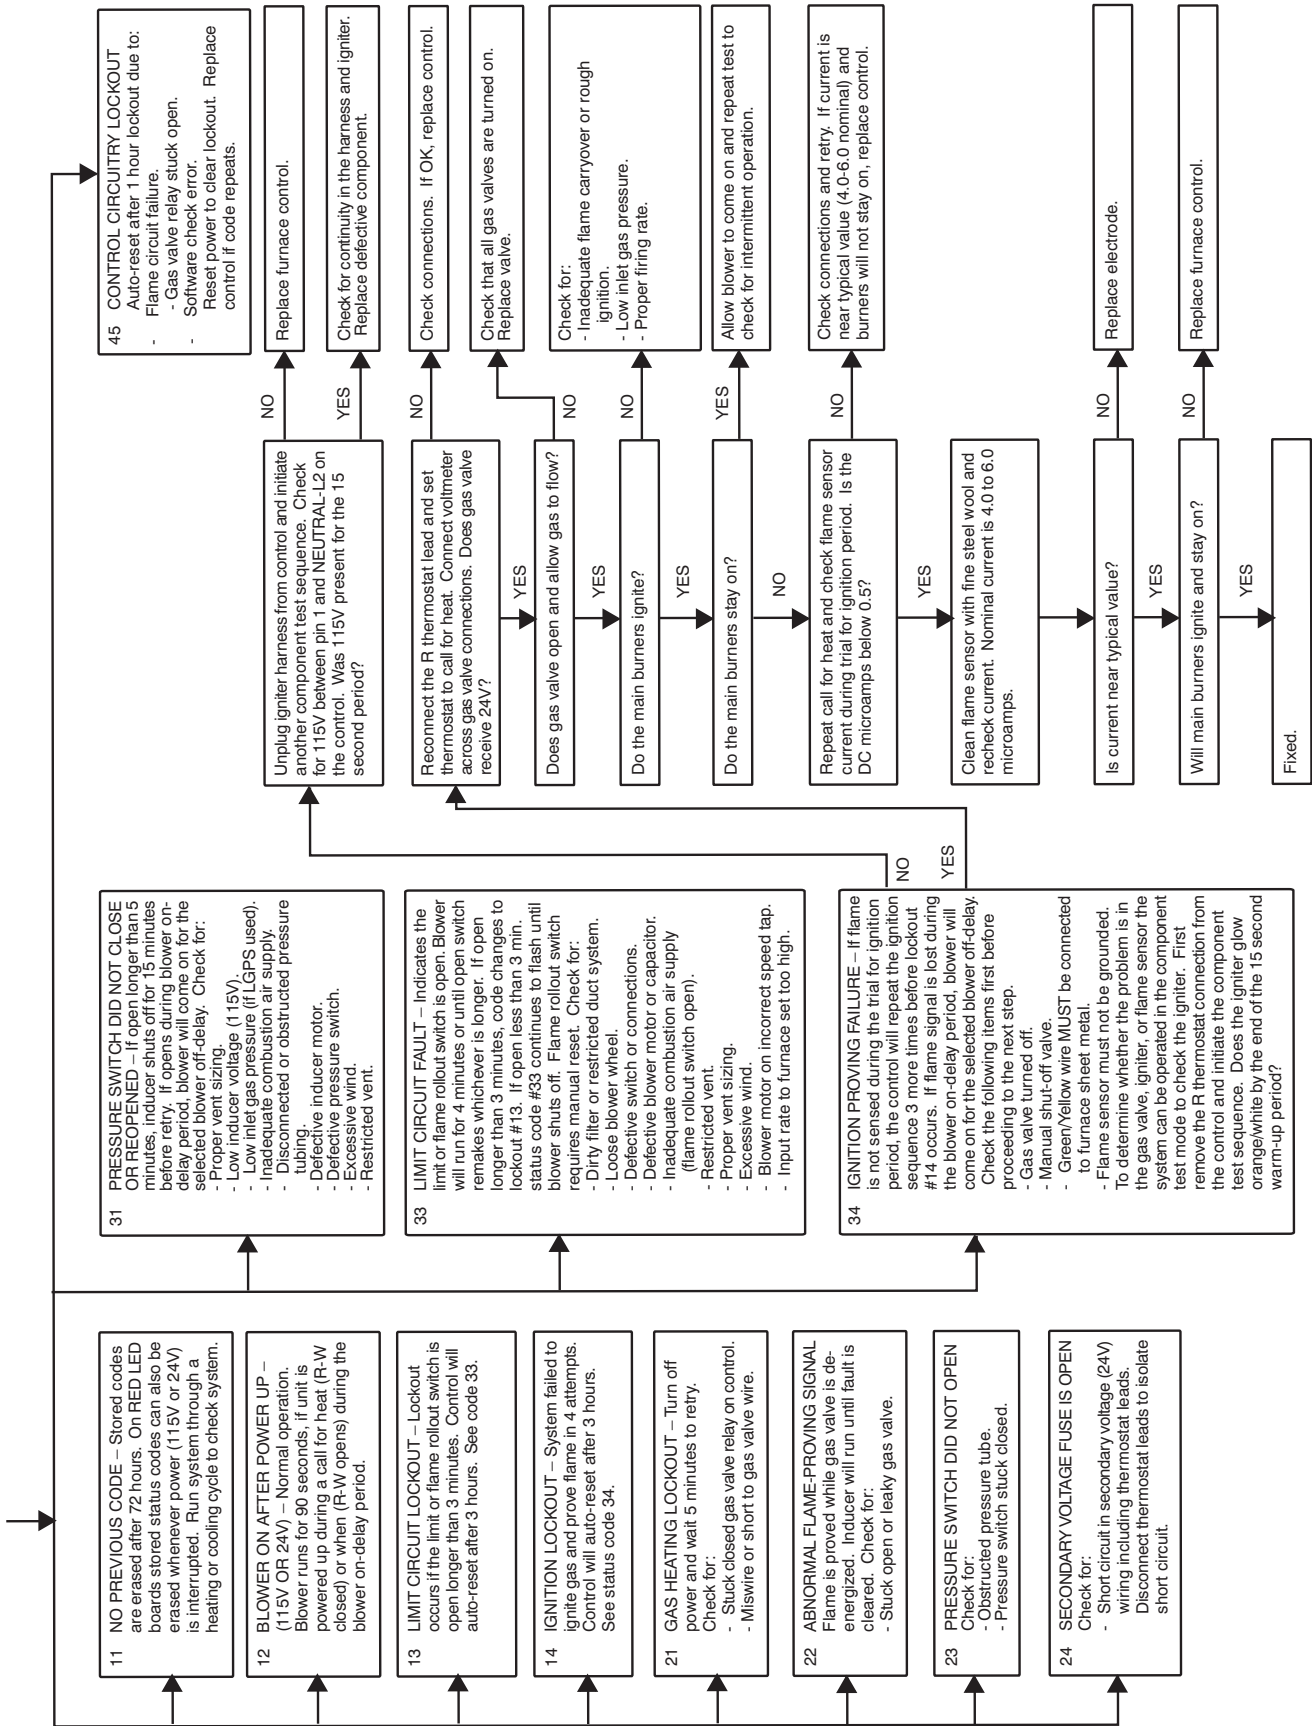 11 NO PREVIOUS CODE – Stored codes
are erased after 72 hours. On RED LED
boards stored status codes can also be
erased whenever power (115V or 24V)
is interrupted. Run system through a
heating or cooling cycle to check system.
12 BLOWER ON AFTER POWER UP –
(115V OR 24V) – Normal operation.
Blower runs for 90 seconds, if unit is
powered up during a call for heat (R-W
closed) or when (R-W opens) during the
blower on-delay period.
13 LIMIT CIRCUIT LOCKOUT – Lockout
occurs if the limit or flame rollout switch is
open longer than 3 minutes. Control will
auto-reset after 3 hours. See code 33.
14 IGNITION LOCKOUT – System failed to
ignite gas and prove flame in 4 attempts.
Control will auto-reset after 3 hours.
See status code 34.
21 GAS HEATING LOCKOUT – Turn off
power and wait 5 minutes to retry.
Check for:
- Stuck closed gas valve relay on control.
- Miswire or short to gas valve wire.
22 ABNORMAL FLAME-PROVING SIGNAL
Flame is proved while gas valve is de-
energized. Inducer will run until fault is
cleared. Check for:
- Stuck open or leaky gas valve.
23 PRESSURE SWITCH DID NOT OPEN
Check for:
- Obstructed pressure tube.
- Pressure switch stuck closed.
24 SECONDARY VOLTAGE FUSE IS OPEN
Check for:
- Short circuit in secondary voltage (24V)
wiring including thermostat leads.
Disconnect thermostat leads to isolate
short circuit.
31 PRESSURE SWITCH DID NOT CLOSE
OR REOPENED – If open longer than 5
minutes, inducer shuts off for 15 minutes
before retry. If opens during blower on-
delay period, blower will come on for the
selected blower off-delay. Check for:
- Proper vent sizing.
- Low inducer voltage (115V).
- Low inlet gas pressure (if LGPS used).
- Inadequate combustion air supply.
- Disconnected or obstructed pressure
tubing.
- Defective inducer motor.
- Defective pressure switch.
- Excessive wind.
- Restricted vent.
33 LIMIT CIRCUIT FAULT – Indicates the
limit or flame rollout switch is open. Blower
will run for 4 minutes or until open switch
remakes whichever is longer. If open
longer than 3 minutes, code changes to
lockout #13. If open less than 3 min.
status code #33 continues to flash until
blower shuts off. Flame rollout switch
requires manual reset. Check for:
- Dirty filter or restricted duct system.
- Loose blower wheel.
- Defective switch or connections.
- Defective blower motor or capacitor.
- Inadequate combustion air supply
(flame rollout switch open).
- Restricted vent.
- Proper vent sizing.
- Excessive wind.
- Blower motor on incorrect speed tap.
- Input rate to furnace set too high.
34 IGNITION PROVING FAILURE – If flame
is not sensed during the trial for ignition
period, the control will repeat the ignition
sequence 3 more times before lockout
#14 occurs. If flame signal is lost during
the blower on-delay period, blower will
come on for the selected blower off-delay.
Check the following items first before
proceeding to the next step.
- Gas valve turned off.
- Manual shut-off valve.
- Green/Yellow wire MUST be connected
to furnace sheet metal.
- Flame sensor must not be grounded.
To determine whether the problem is in
the gas valve, igniter, or flame sensor the
system can be operated in the component
test mode to check the igniter. First
remove the R thermostat connection from
the control and initiate the component
test sequence. Does the igniter glow
orange/white by the end of the 15 second
warm-up period?
NO
YES
Unplug igniter harness from control and initiate
another component test sequence. Check
for 115V between pin 1 and NEUTRAL-L2 on
the control. Was 115V present for the 15
second period?
NO
YES
Reconnect the R thermostat lead and set
thermostat to call for heat. Connect voltmeter
across gas valve connections. Does gas valve
receive 24V?
NO
YES
Does gas valve open and allow gas to flow?
NO
YES
Do the main burners ignite?
NO
YES
Do the main burners stay on?
YES
NO
Repeat call for heat and check flame sensor
current during trial for ignition period. Is the
DC microamps below 0.5?
NO
YES
Clean flame sensor with fine steel wool and
recheck current. Nominal current is 4.0 to 6.0
microamps.
Is current near typical value?
NO
YES
Will main burners ignite and stay on?
NO
YES
Fixed.
45 CONTROL CIRCUITRY LOCKOUT
Auto-reset after 1 hour lockout due to:
- Flame circuit failure.
- Gas valve relay stuck open.
- Software check error.
Reset power to clear lockout. Replace
control if code repeats.
Replace furnace control.
Check for continuity in the harness and igniter.
Replace defective component.
Check connections. If OK, replace control.
Check that all gas valves are turned on.
Replace valve.
Check for:
- Inadequate flame carryover or rough
ignition.
- Low inlet gas pressure.
- Proper firing rate.
Allow blower to come on and repeat test to
check for intermittent operation.
Check connections and retry. If current is
near typical value (4.0-6.0 nominal) and
burners will not stay on, replace control.
Replace electrode.
Replace furnace control.